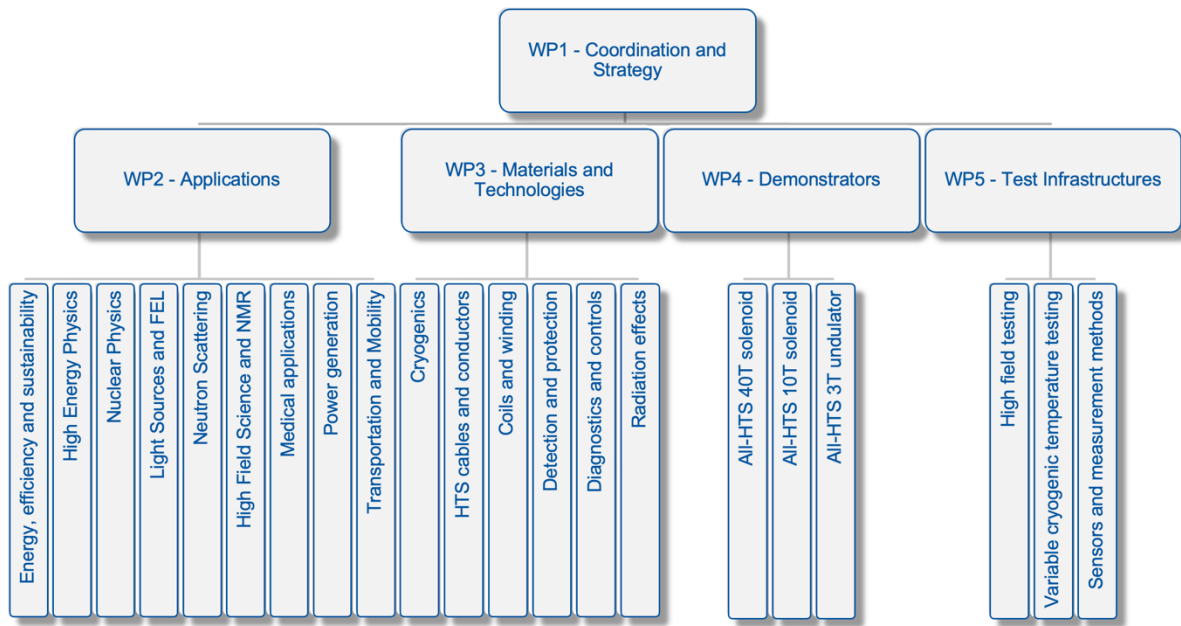 WP1 - Coordination and
Strategy
WP2 - Applications
WP3 - Materials and
Technologies
WP4 - Demonstrators
WP5 - Test Infrastructures
Energy, efficiency and sustainability
High Energy Physics
Nuclear Physics
Light Sources and FEL
Neutron Scattering
High Field Science and NMR
Medical applications
Power generation
Transportation and Mobility
Cryogenics
HTS cables and conductors
Coils and winding
Detection and protection
Diagnostics and controls
Radiation effects
All-HTS 40T solenoid
All-HTS 10T solenoid
All-HTS 3T undulator
High field testing
Variable cryogenic temperature testing
Sensors and measurement methods